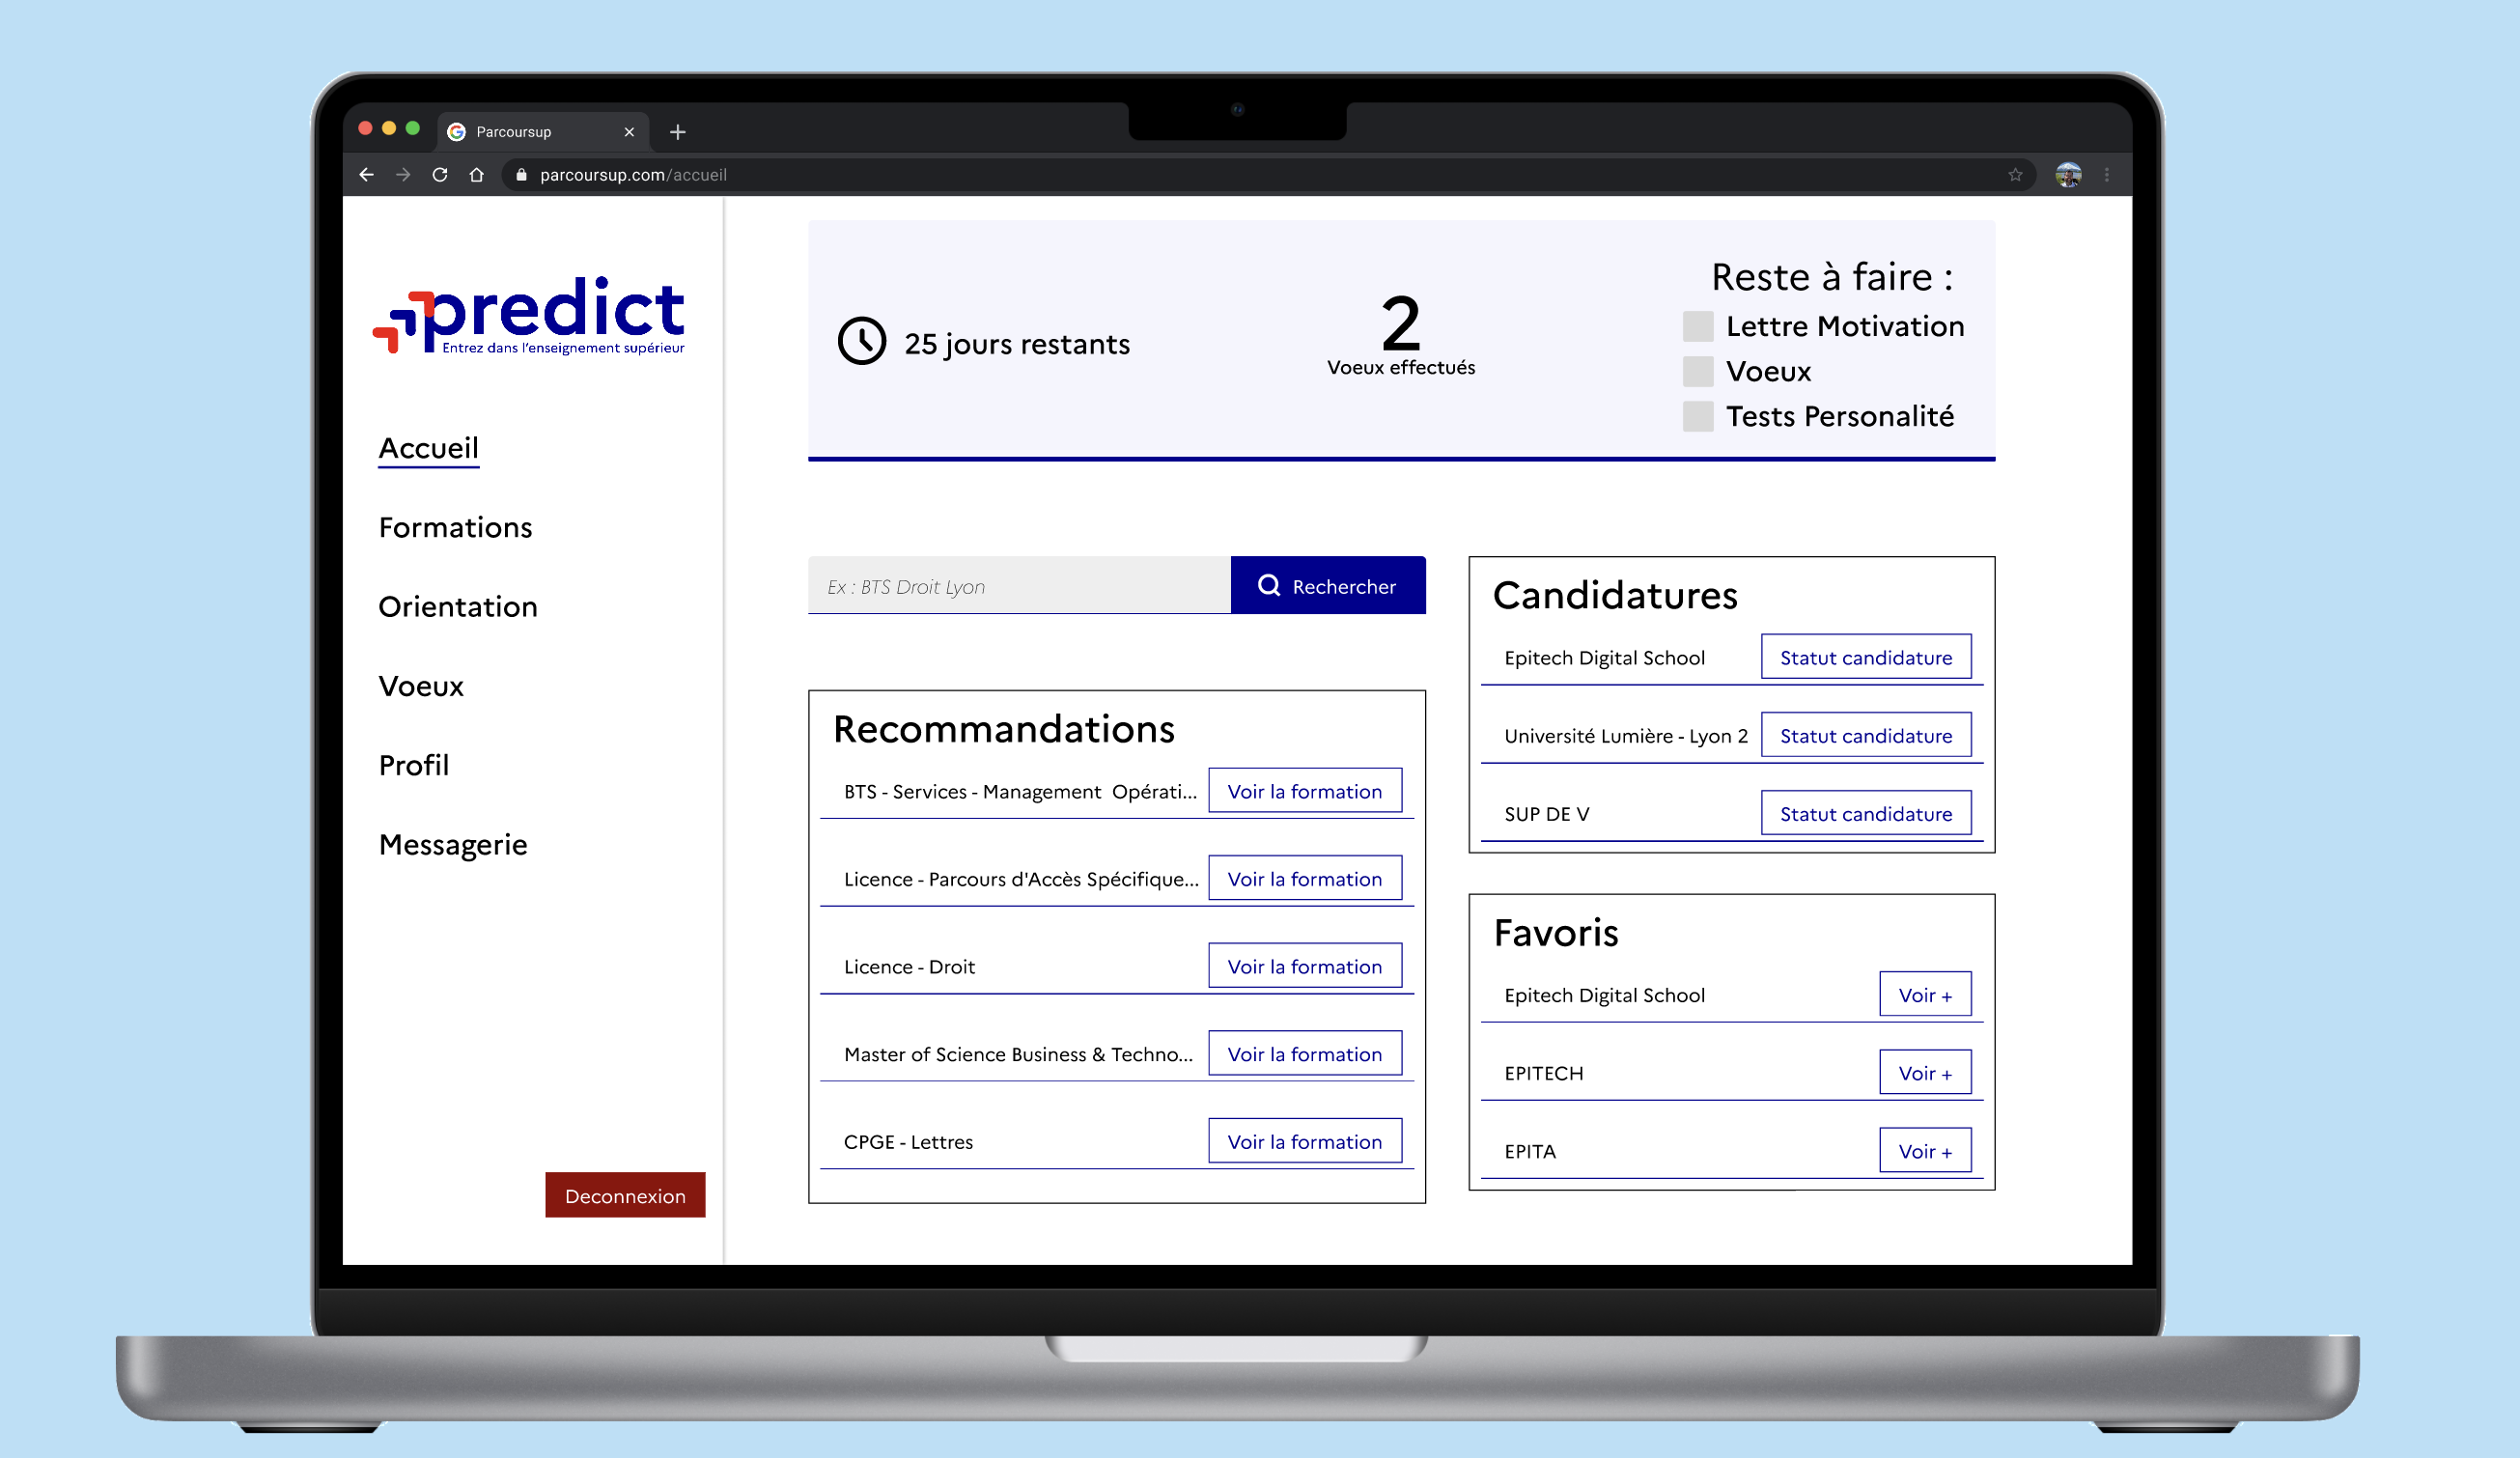 Parcoursup
parcoursup.com/accueil
predict
Entrez dans l'enseignement supérieur
Accueil
Formations
Orientation
Voeux
Profil
Messagerie
Deconnexion
25 jours restants
2
Voeux effectués
Reste à faire :
Lettre Motivation
Voeux
Tests Personalité
Ex : BTS Droit Lyon
Rechercher
Recommandations
BTS - Services - Management Opérati... Voir la formation
Licence - Parcours d'Accès Spécifique... Voir la formation
Licence - Droit Voir la formation
Master of Science Business & Techno... Voir la formation
CPGE - Lettres Voir la formation
Candidatures
Epitech Digital School Statut candidature
Université Lumière - Lyon 2 Statut candidature
SUP DE V Statut candidature
Favoris
Epitech Digital School Voir +
EPITECH Voir +
EPITA Voir +